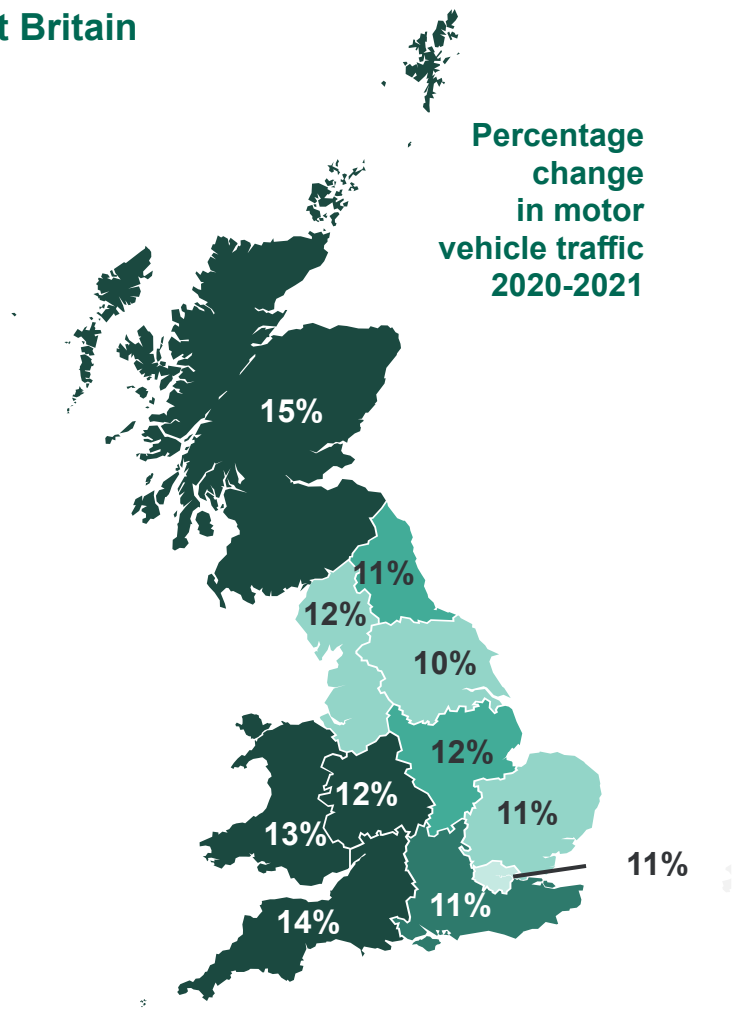 t Britain
Percentage
change
in motor
vehicle traffic
2020-2021
15%
11%
12%
10%
12%
12%
11%
13%
11%
11%
14%